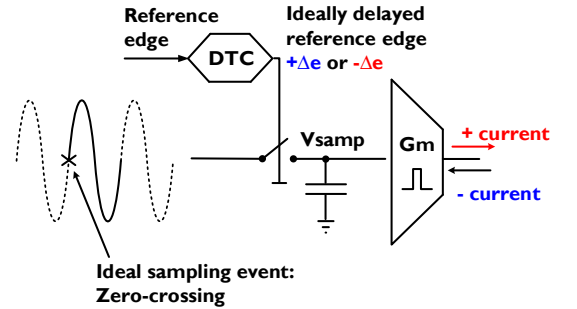 Reference
edge
DTC
Ideally delayed
reference edge
+Δe or -Δe
Vsamp
Gm
+ current
- current
Ideal sampling event:
Zero-crossing